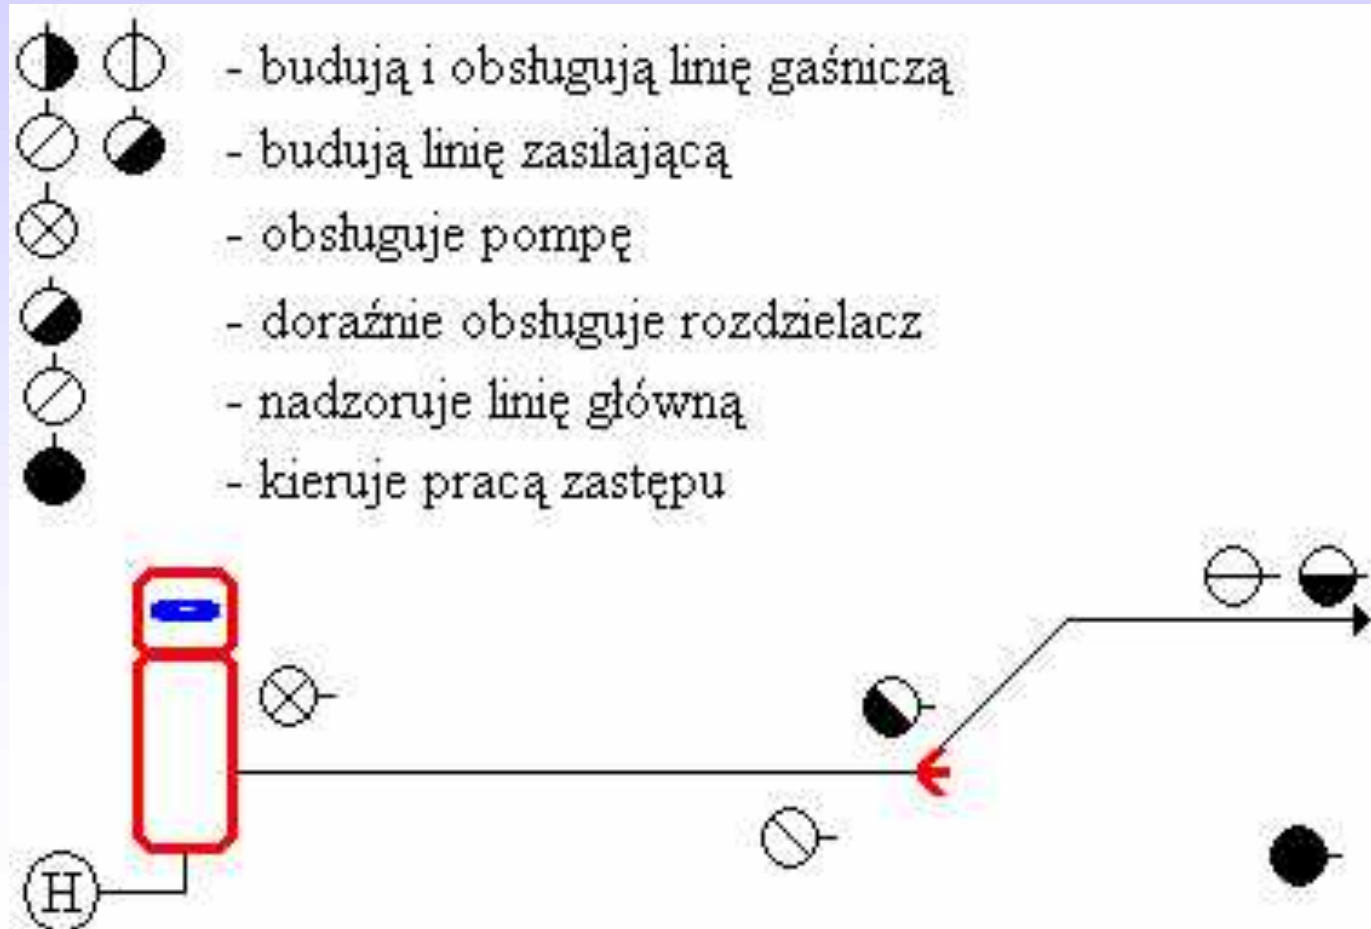 - budują i obsługują linię gaśniczą
- budują linię zasilającą
- obsługuje pompę
- doraźnie obsługuje rozdzielacz
- nadzoruje linię główną
- kieruje pracą zastępu
H